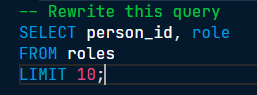 -- Rewrite this query
SELECT person_id, role
FROM roles
LIMIT 10;